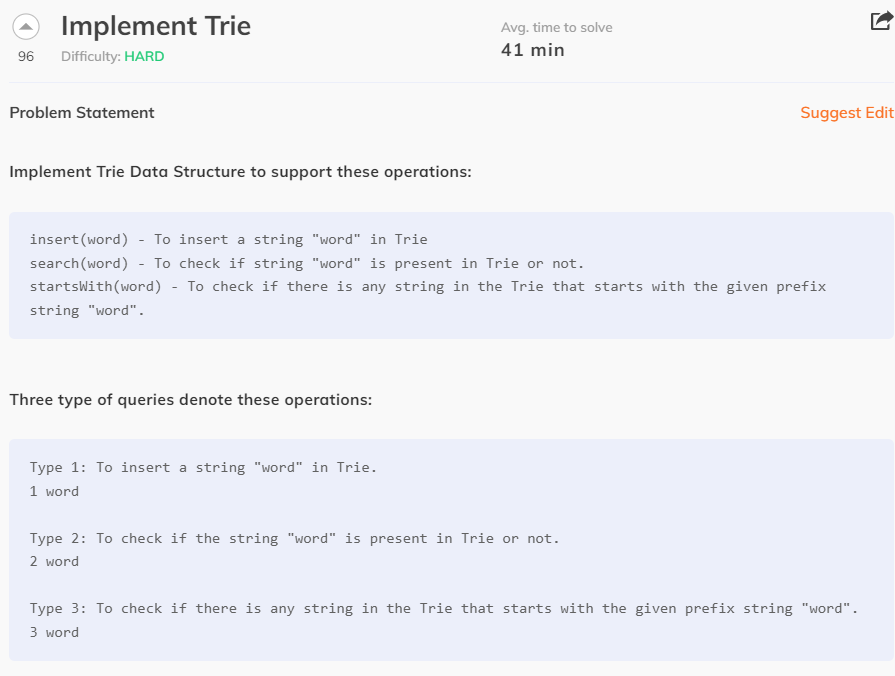 Implement Trie
96
Difficulty: HARD
Avg. time to solve
41 min
Problem Statement
Suggest Edit
Implement Trie Data Structure to support these operations:
insert(word) - To insert a string "word" in Trie
search(word) - To check if string "word" is present in Trie or not.
startsWith(word) - To check if there is any string in the Trie that starts with the given prefix
string "word".
Three type of queries denote these operations:
Type 1: To insert a string "word" in Trie.
1 word
Type 2: To check if the string "word" is present in Trie or not.
2 word
Type 3: To check if there is any string in the Trie that starts with the given prefix string "word".
3 word